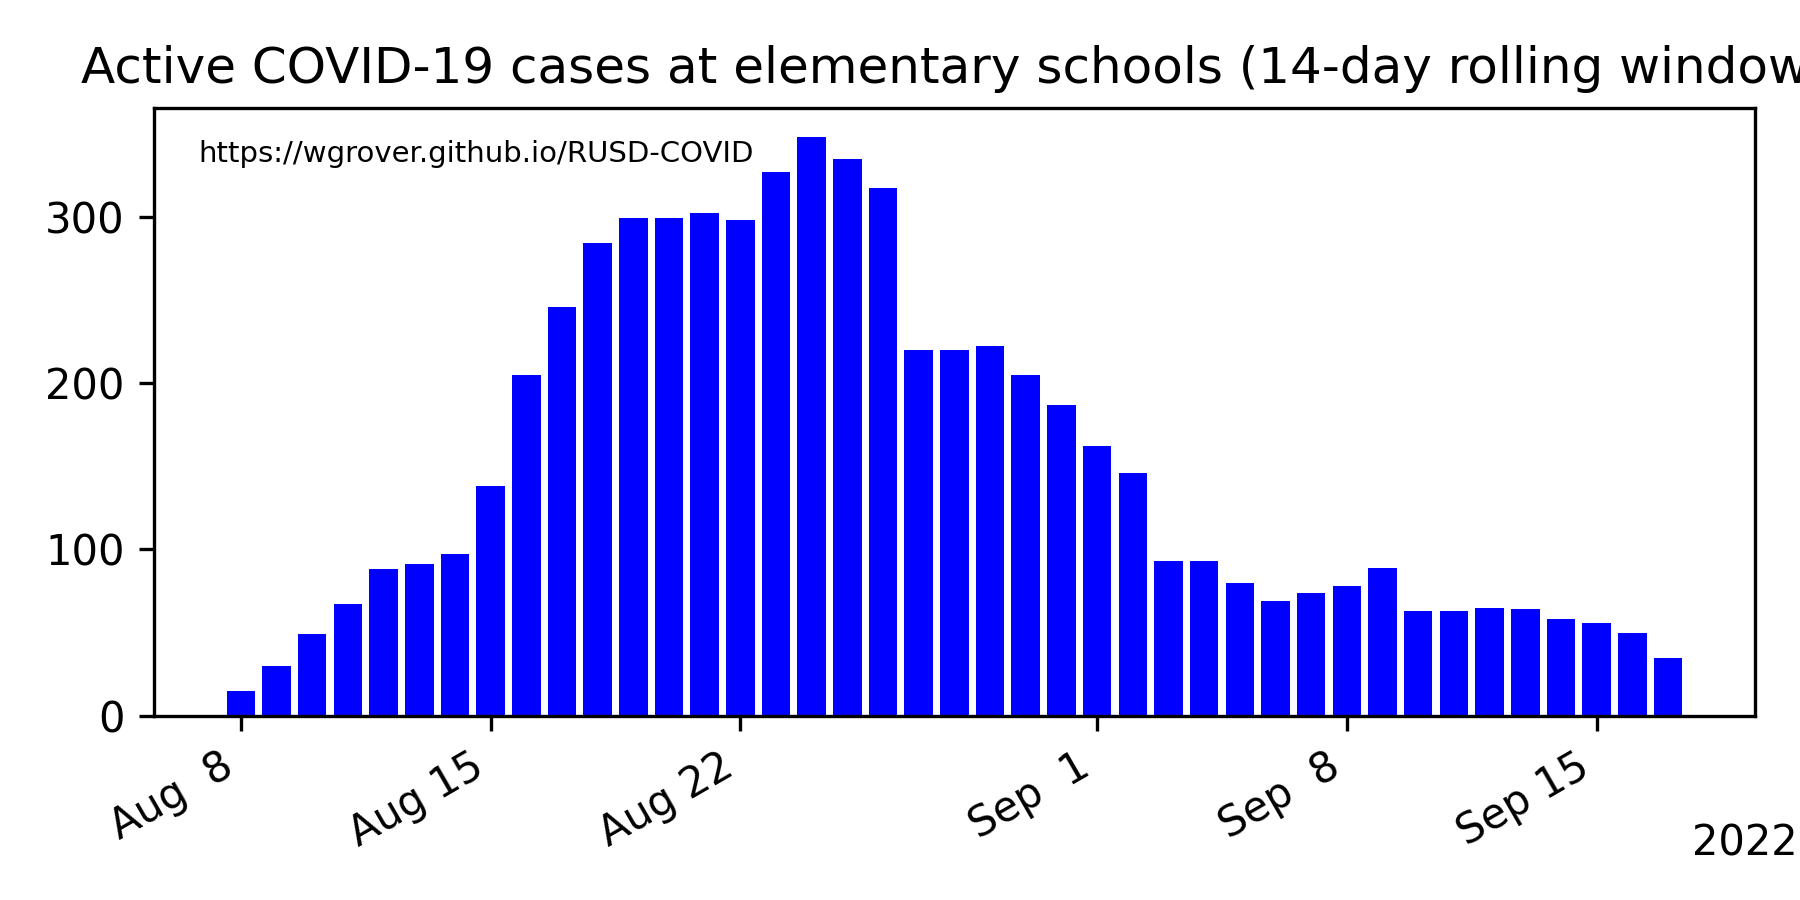 Active COVID-19 cases at elementary schools (14-day rolling window
https://wgrover.github.io/RUSD-COVID
300
200
100
0
Aug 8
Aug 15
Aug 22
Sep 1
Sep 8
Sep 15
2022